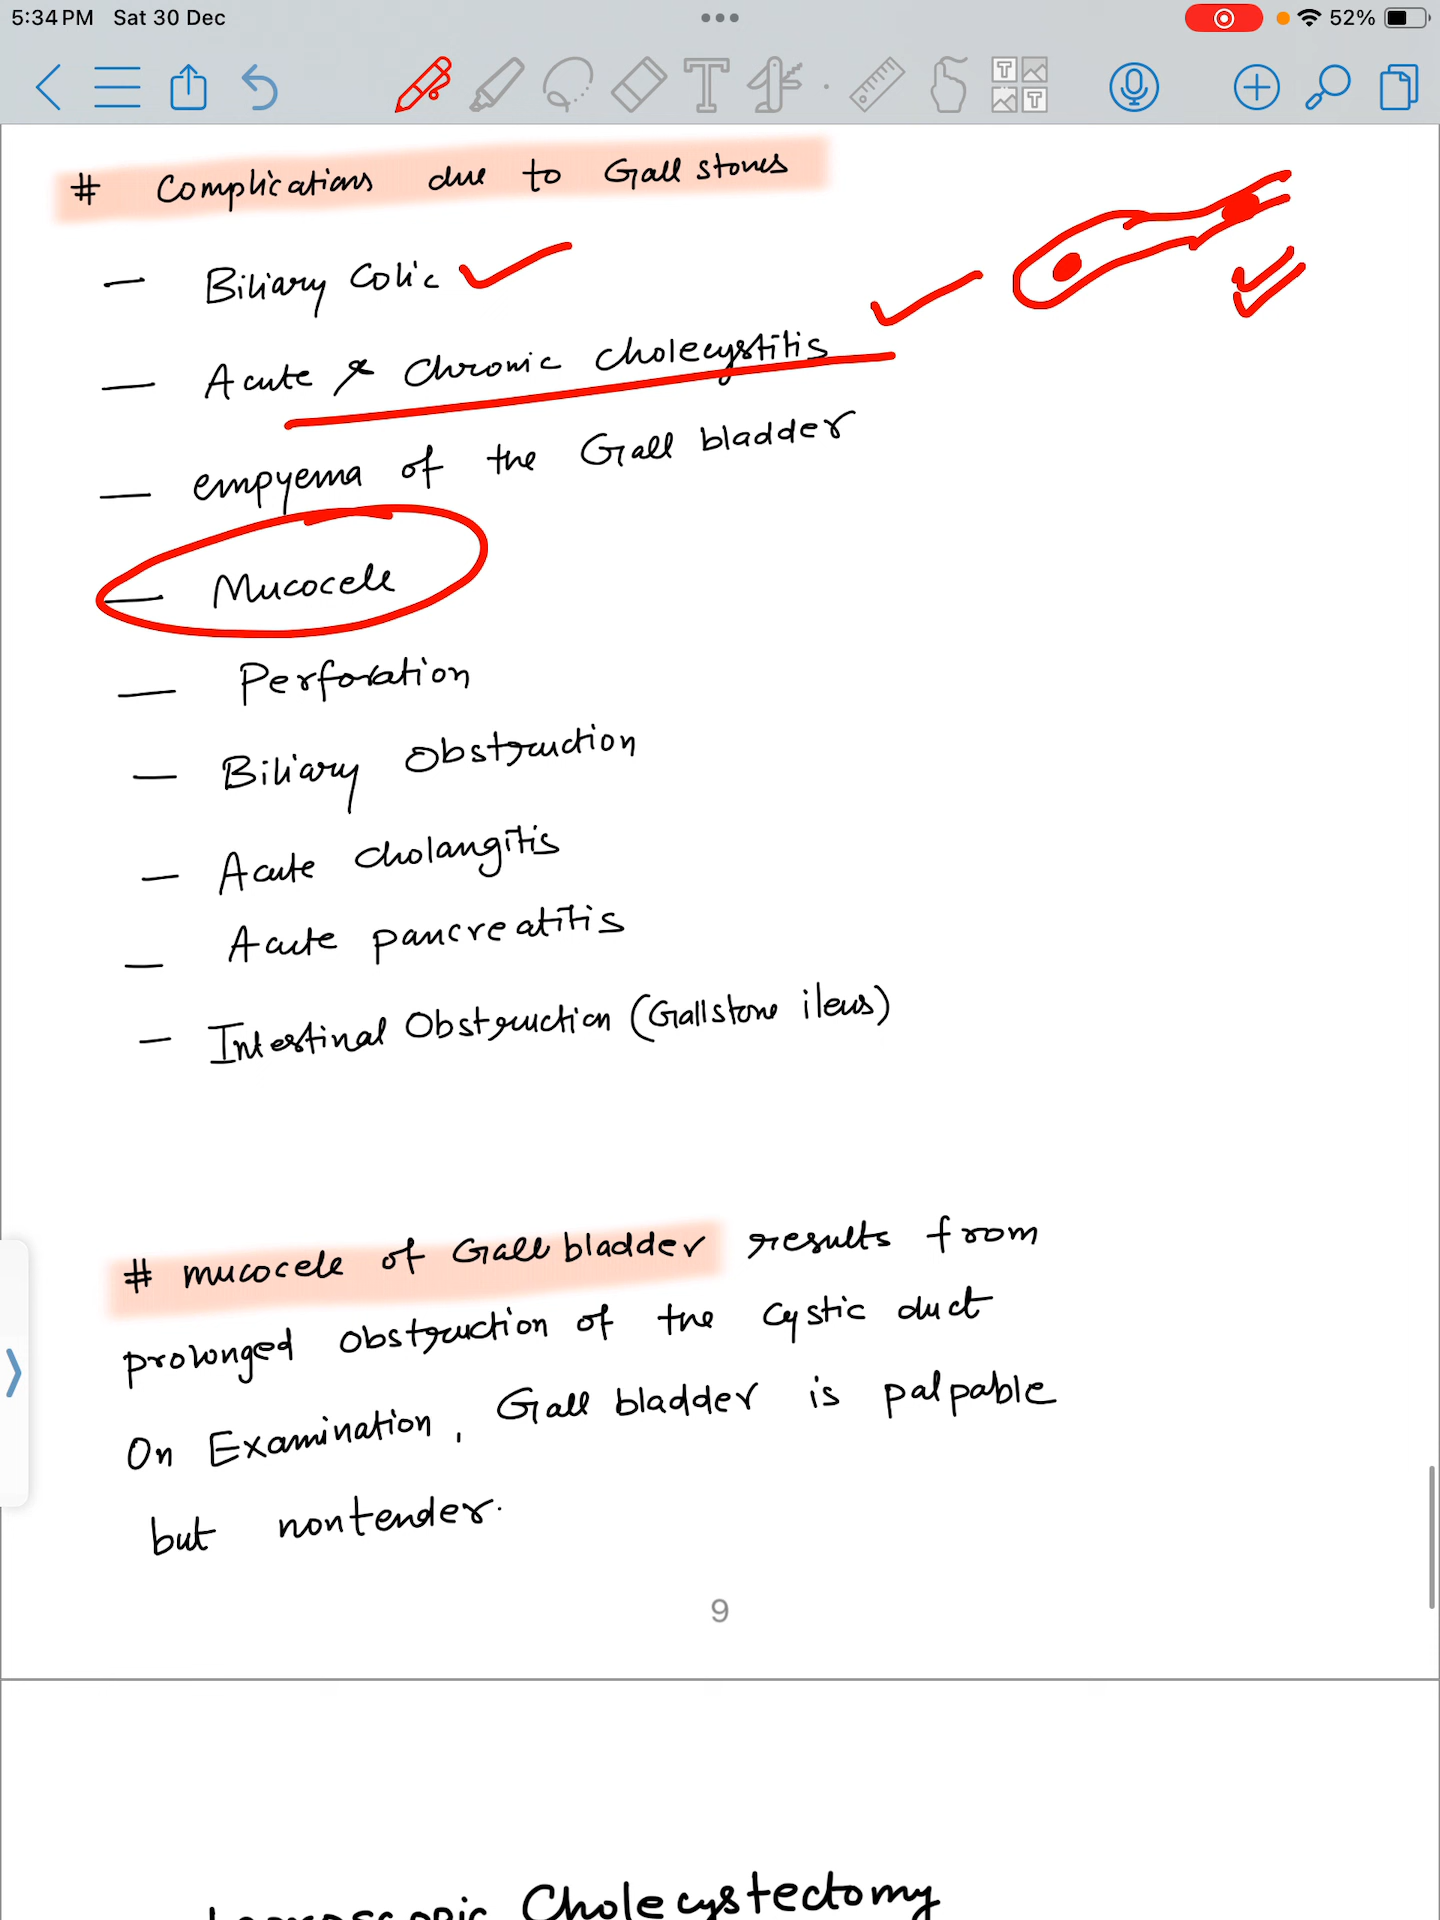 5:34 PM Sat 30 Dec 52%
# Complications due to Gall stones
— Biliary Colic
— Acute & Chronic Cholecystitis
— empyema of the Gall bladder
— Mucocele
— Perforation
— Biliary Obstruction
— Acute Cholangitis
— Acute pancreatitis
— Intestinal Obstruction (Gallstone ileus)
# mucocele of Gall bladder results from
prolonged obstruction of the Cystic duct
On Examination, Gall bladder is palpable
but nontender.
9
Cholecystectomy